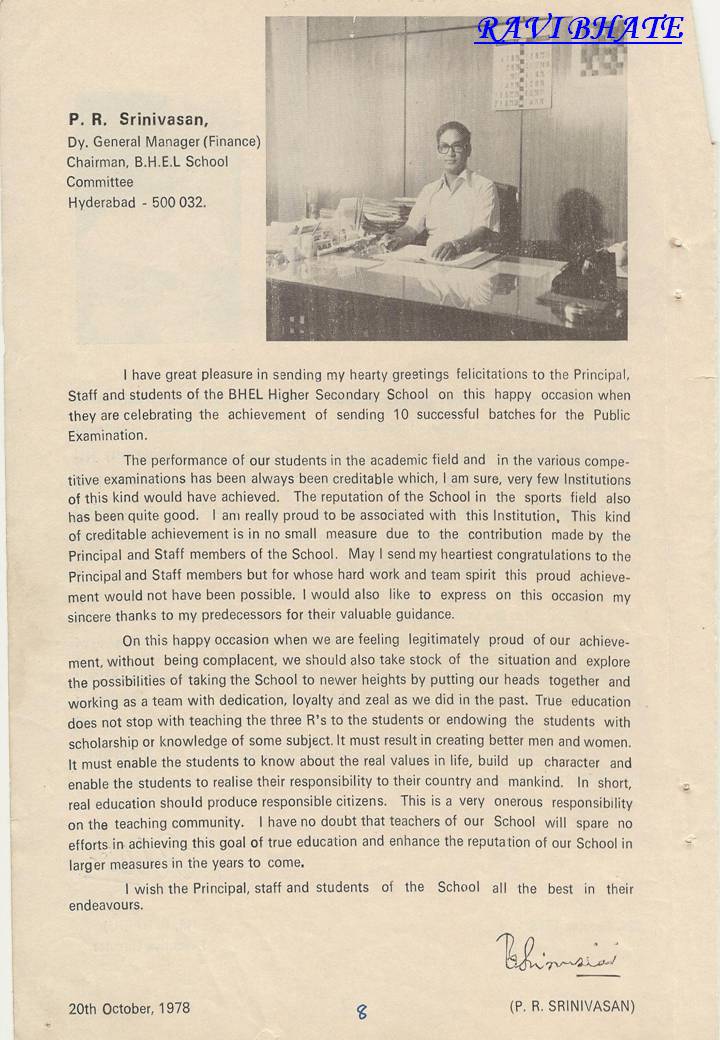 RAVI BHATE
P. R. Srinivasan,
Dy. General Manager (Finance)
Chairman, B.H.E.L School
Committee
Hyderabad - 500 032.
I have great pleasure in sending my hearty greetings felicitations to the Principal,
Staff and students of the BHEL Higher Secondary School on this happy occasion when
they are celebrating the achievement of sending 10 successful batches for the Public
Examination.
The performance of our students in the academic field and in the various compe-
titive examinations has been always been creditable which, I am sure, very few Institutions
of this kind would have achieved. The reputation of the School in the sports field also
has been quite good. I am really proud to be associated with this Institution, This kind
of creditable achievement is in no small measure due to the contribution made by the
Principal and Staff members of the School. May I send my heartiest congratulations to the
Principal and Staff members but for whose hard work and team spirit this proud achieve-
ment would not have been possible. I would also like to express on this occasion my
sincere thanks to my predecessors for their valuable guidance.
On this happy occasion when we are feeling legitimately proud of our achieve-
ment, without being complacent, we should also take stock of the situation and explore
the possibilities of taking the School to newer heights by putting our heads together and
working as a team with dedication, loyalty and zeal as we did in the past. True education
does not stop with teaching the three R's to the students or endowing the students with
scholarship or knowledge of some subject. It must result in creating better men and women.
It must enable the students to know about the real values in life, build up character and
enable the students to realise their responsibility to their country and mankind. In short,
real education should produce responsible citizens. This is a very onerous responsibility
on the teaching community. I have no doubt that teachers of our School will spare no
efforts in achieving this goal of true education and enhance the reputation of our School in
larger measures in the years to come.
I wish the Principal, staff and students of the School all the best in their
endeavours.
20th October, 1978
8
(P. R. SRINIVASAN)